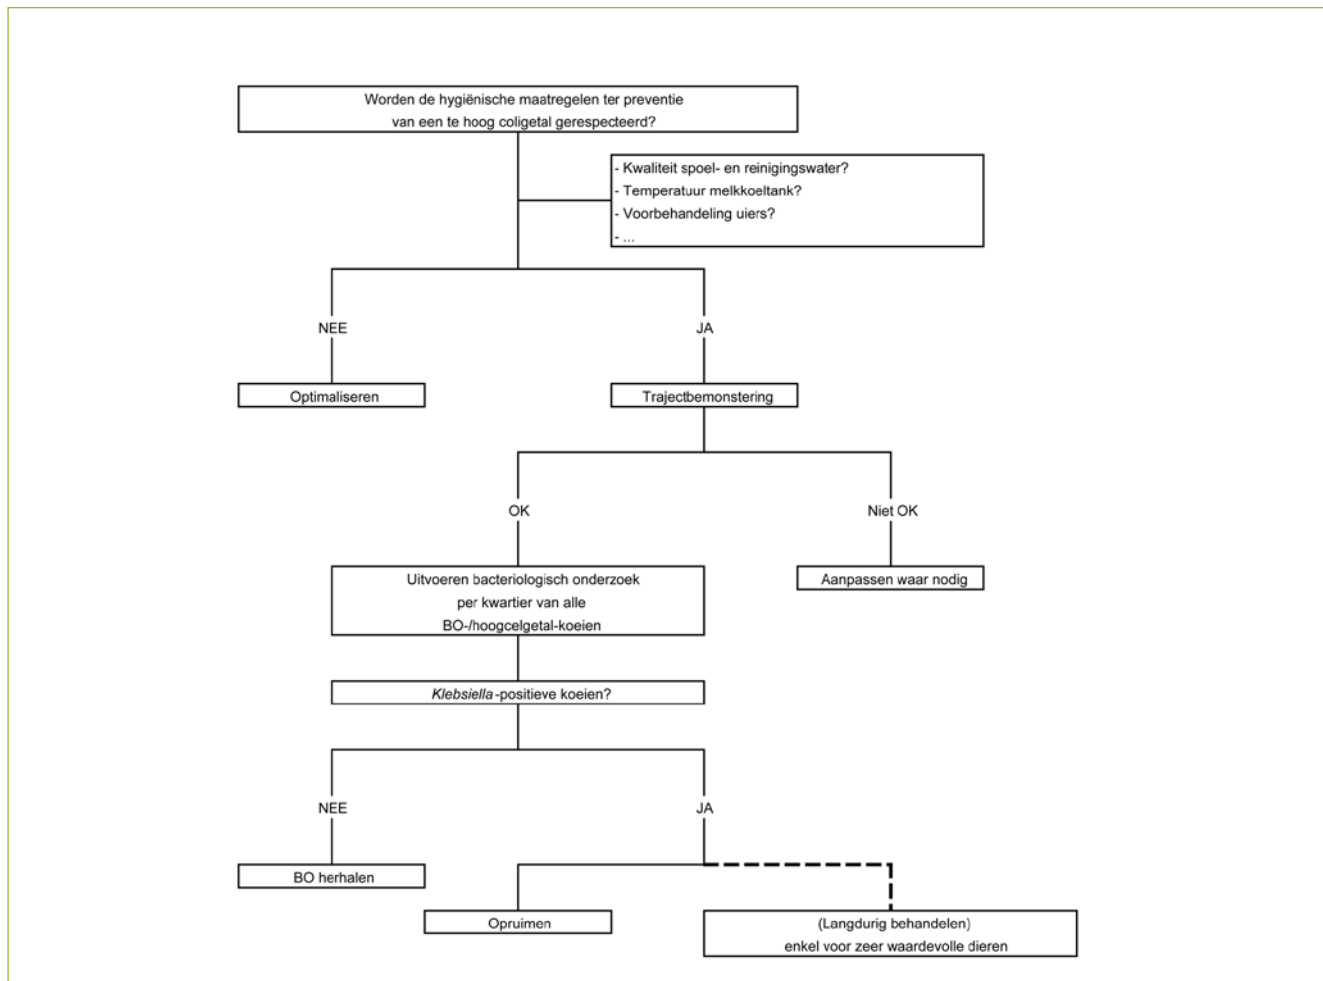 Worden de hygiënische maatregelen ter preventie
van een te hoog coligetal gerespecteerd?
- Kwaliteit spoel- en reinigingswater?
- Temperatuur melkkoeltank?
- Voorbehandeling uiers?
- ...
NEE
JA
Optimaliseren
Trajectbemonstering
OK
Niet OK
Uitvoeren bacteriologisch onderzoek
per kwartier van alle
BO-/hoogcelgetal-koeien
Aanpassen waar nodig
Klebsiella-positieve koeien?
NEE
JA
BO herhalen
Opruimen
(Langdurig behandelen)
enkel voor zeer waardevolle dieren